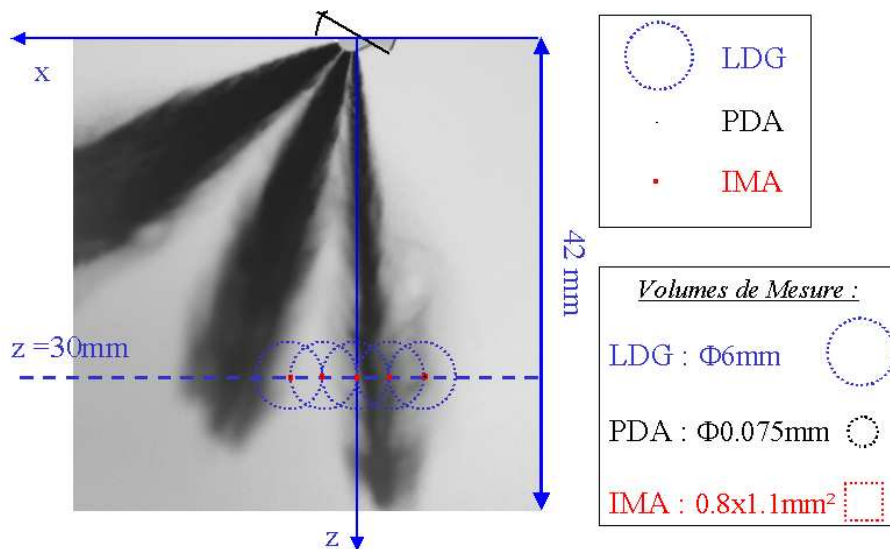 x
z =30mm
z
42 mm
LDG
PDA
IMA
Volumes de Mesure :
LDG : Φ6mm
PDA : Φ0.075mm
IMA : 0.8x1.1mm²